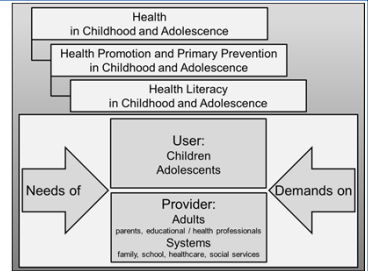 Health
in Childhood and Adolescence
Health Promotion and Primary Prevention
in Childhood and Adolescence
Health Literacy
in Childhood and Adolescence
User:
Children
Adolescents
Needs of
Demands on
Provider:
Adults
parents, educational / health professionals
Systems
family, school, healthcare, social services